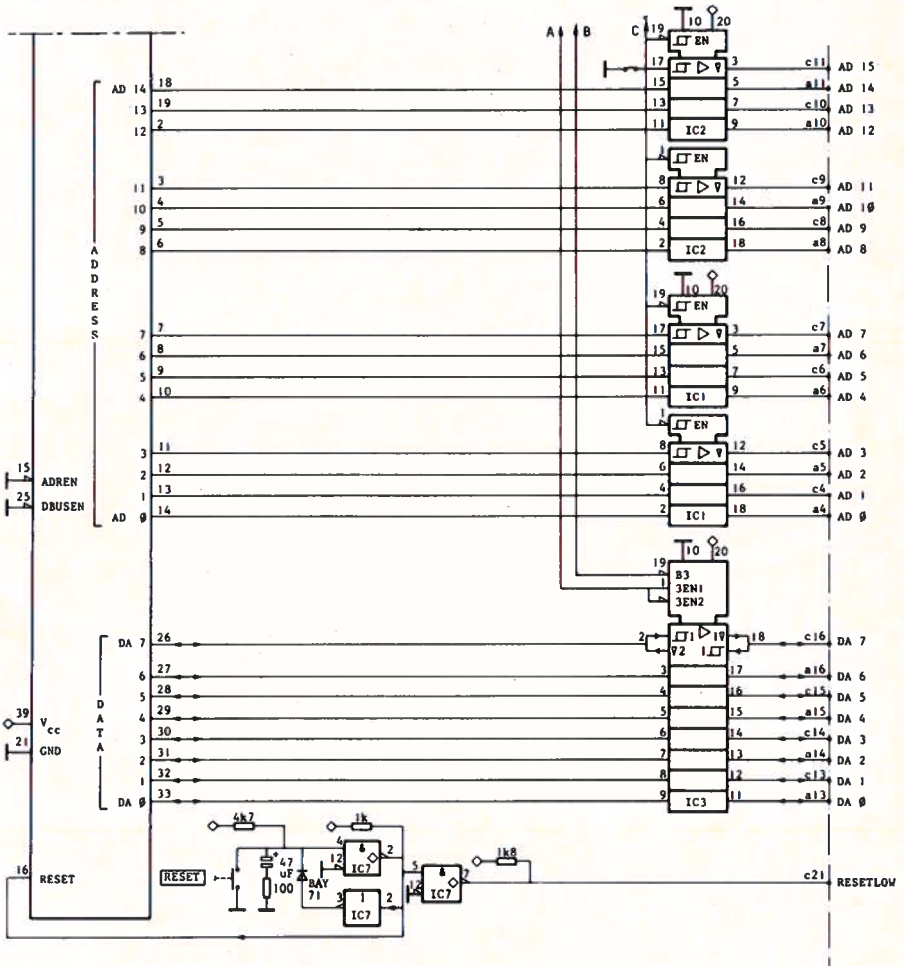 A B C 19 10 20
EN
AD 14 18 17 3 c11 AD 15
13 19 15 5 a11 AD 14
12 2 13 7 c10 AD 13
11 IC2 9 a10 AD 12
1 EN
11 3 8 12 c9 AD 11
10 4 6 14 a9 AD 1Ø
9 5 4 16 c8 AD 9
8 6 2 IC2 18 a8 AD 8
ADDRESS
10 20
19 EN
7 7 17 3 c7 AD 7
6 8 15 5 a7 AD 6
5 9 13 7 c6 AD 5
4 10 11 IC1 9 a6 AD 4
1 EN
3 11 8 12 c5 AD 3
15 ADREN 2 12 6 14 a5 AD 2
25 DBUSEN 1 13 4 16 c4 AD 1
AD Ø 14 2 IC1 18 a4 AD Ø
10 20
19 B3
1 3EN1
3EN2
DA 7 26 2 1 1 18 c16 DA 7
2 1
6 27 3 17 a16 DA 6
5 28 4 16 c15 DA 5
39 Vcc 4 29 5 15 a15 DA 4
21 GND 3 30 6 14 c14 DA 3
2 31 7 13 a14 DA 2
1 32 8 12 c13 DA 1
DA Ø 33 9 IC3 11 a13 DA Ø
DATA
4k7 1k
4 & 2 1k8
16 RESET RESET + 47 uF 12 IC7 5 & 7 c21 RESETLOW
100 BAY 71 12 IC7
3 1 2
IC7